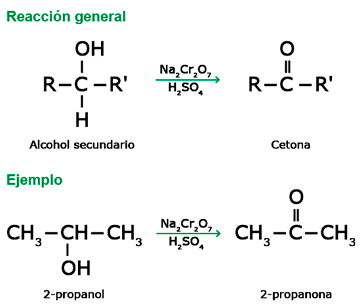 Reacción general
OH
R–C–R'
H
Na₂Cr₂O₇
H₂SO₄
O
R–C–R'
Alcohol secundario
Cetona
Ejemplo
CH₃–CH–CH₃
OH
Na₂Cr₂O₇
H₂SO₄
O
CH₃–C–CH₃
2-propanol
2-propanona